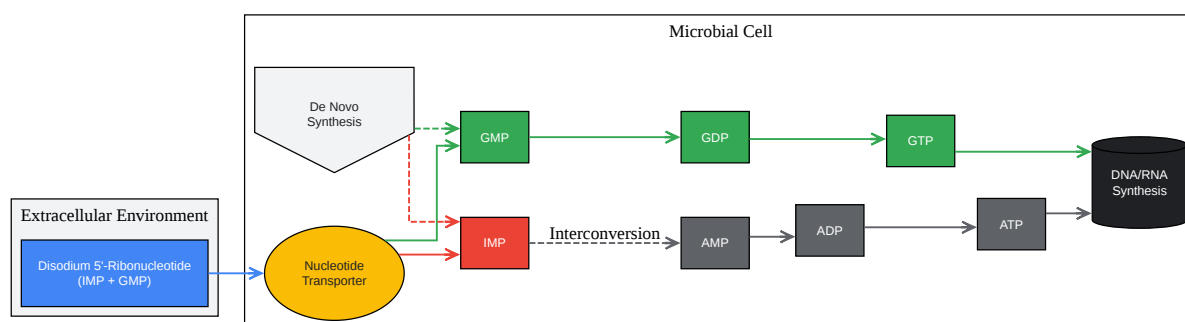 Microbial Cell
De Novo
Synthesis
GMP
GDP
GTP
DNA/RNA
Synthesis
Extracellular Environment
Disodium 5'-Ribonucleotide
(IMP + GMP)
Nucleotide
Transporter
IMP
Interconversion
AMP
ADP
ATP